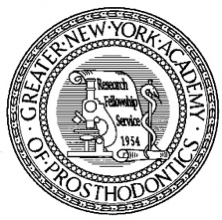 · GREATER · NEW · YORK · ACADEMY · OF · PROSTHODONTICS
Research
Fellowship
Service
1954